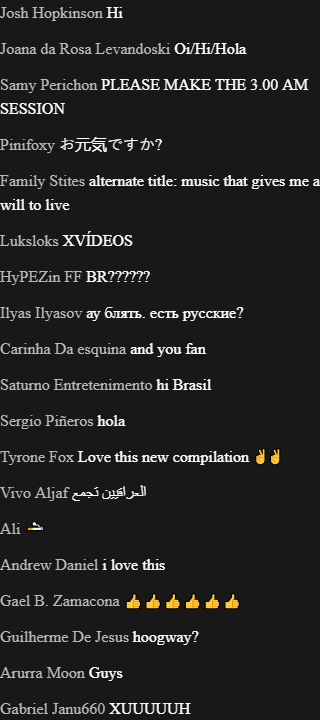 Josh Hopkinson Hi
Joana da Rosa Levandoski Oi/Hi/Hola
Samy Perichon PLEASE MAKE THE 3.00 AM
SESSION
Pinifoxy お元気ですか?
Family Stites alternate title: music that gives me a
will to live
Luksloks XVÍDEOS
HyPEZin FF BR??????
Ilyas Ilyasov ау блять. есть русские?
Carinha Da esquina and you fan
Saturno Entretenimento hi Brasil
Sergio Piñeros hola
Tyrone Fox Love this new compilation ✌✌
Vivo Aljaf العراقيين تجمع
Ali 🚬
Andrew Daniel i love this
Gael B. Zamacona 👍👍👍👍👍👍
Guilherme De Jesus hoogway?
Arurra Moon Guys
Gabriel Janu660 XUUUUUH